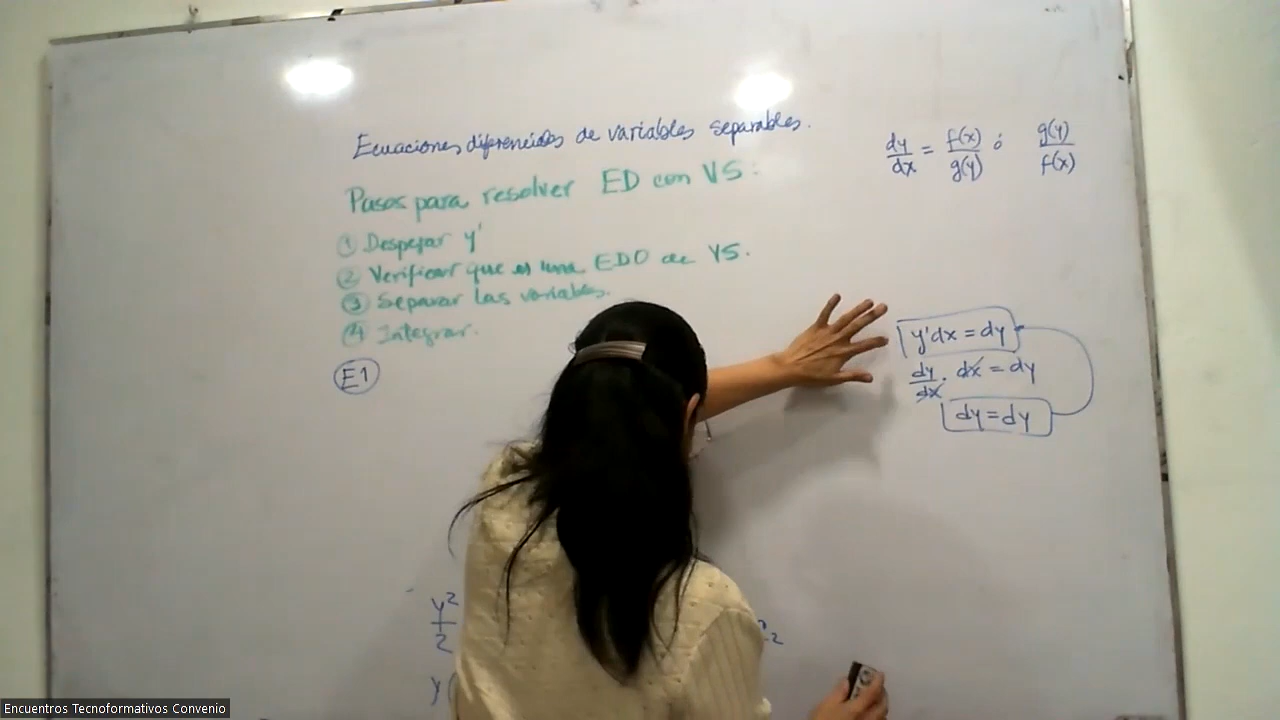 Ecuaciones diferenciales de variables separables.
dy/dx = f(x)/g(y) ó g(y)/f(x)
Pasos para resolver ED con VS:
① Despejar y'
② Verificar que es una EDO de VS.
③ Separar las variables.
④ Integrar.
E1
y'dx = dy
dy/dx . dx = dy
dy = dy
y²/2
y(
Encuentros Tecnoformativos Convenio